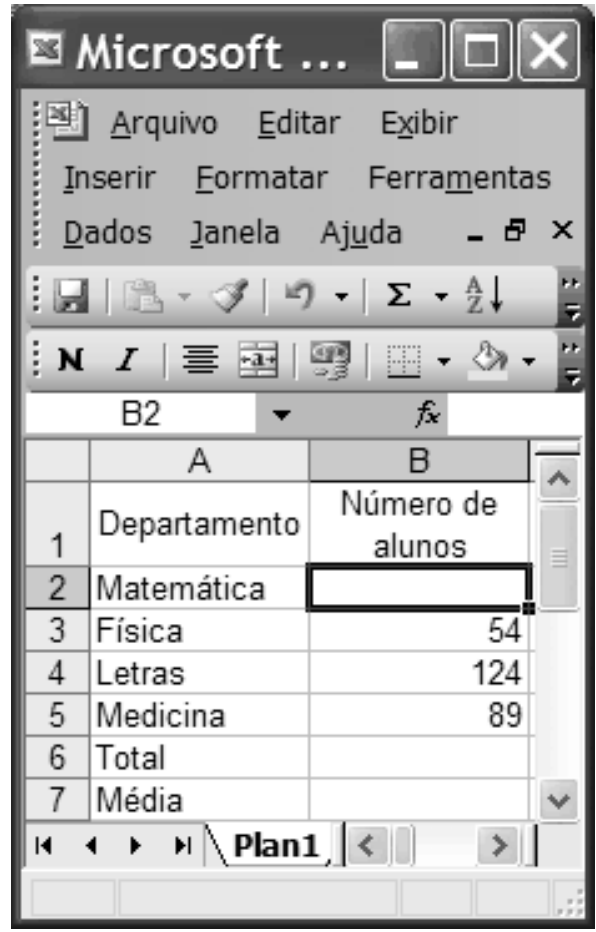 Microsoft ...
Arquivo Editar Exibir
Inserir Formatar Ferramentas
Dados Janela Ajuda
Σ A Z
N I a
B2 fx
A B
1 Departamento Número de alunos
2 Matemática
3 Física 54
4 Letras 124
5 Medicina 89
6 Total
7 Média
Plan1